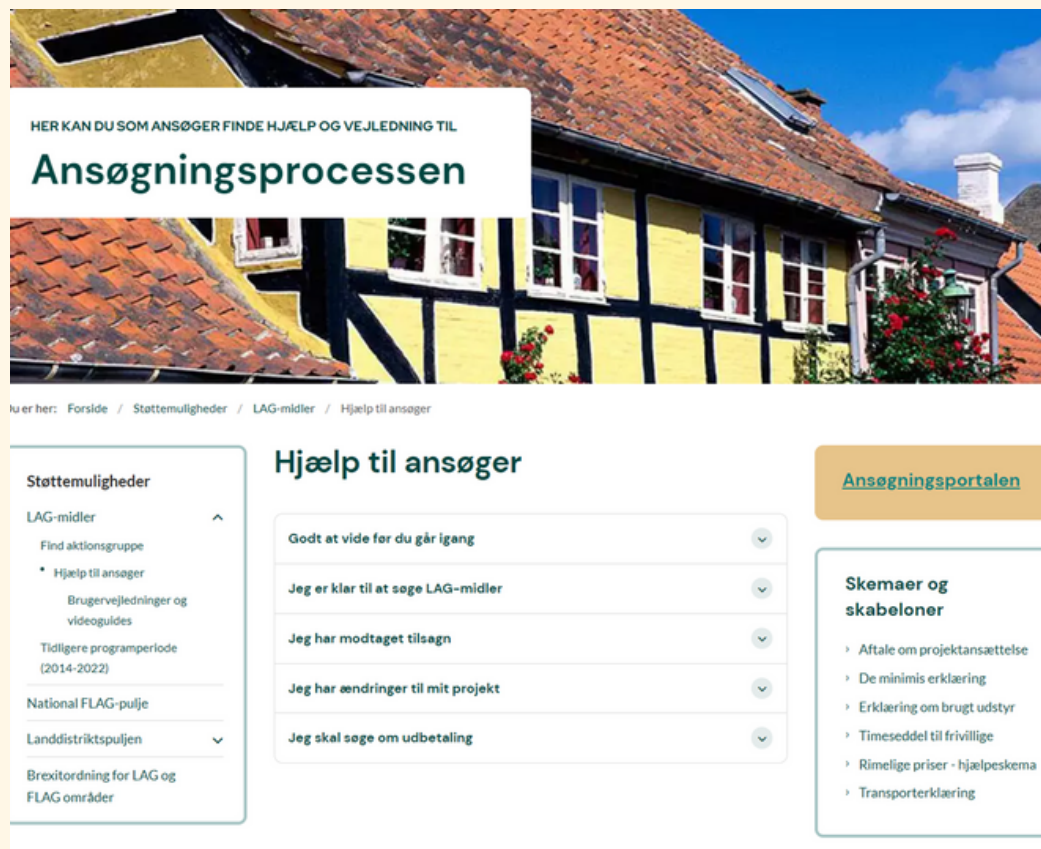 HER KAN DU SOM ANSØGER FINDE HJÆLP OG VEJLEDNING TIL
Ansøgningsprocessen
er her: Forside / Støttemuligheder / LAG-midler / Hjælp til ansøger
Støttemuligheder
LAG-midler
Find aktionsgruppe
Hjælp til ansøger
Brugervejledninger og
videoguides
Tidligere programperiode
(2014-2022)
National FLAG-pulje
Landdistriktspuljen
Brexitordning for LAG og
FLAG områder
Hjælp til ansøger
Godt at vide før du går igang
Jeg er klar til at søge LAG-midler
Jeg har modtaget tilsagn
Jeg har ændringer til mit projekt
Jeg skal søge om udbetaling
Ansøgningsportalen
Skemaer og
skabeloner
Aftale om projektansættelse
De minimis erklæring
Erklæring om brugt udstyr
Timeseddel til frivillige
Rimelige priser - hjælpeskema
Transporterklæring